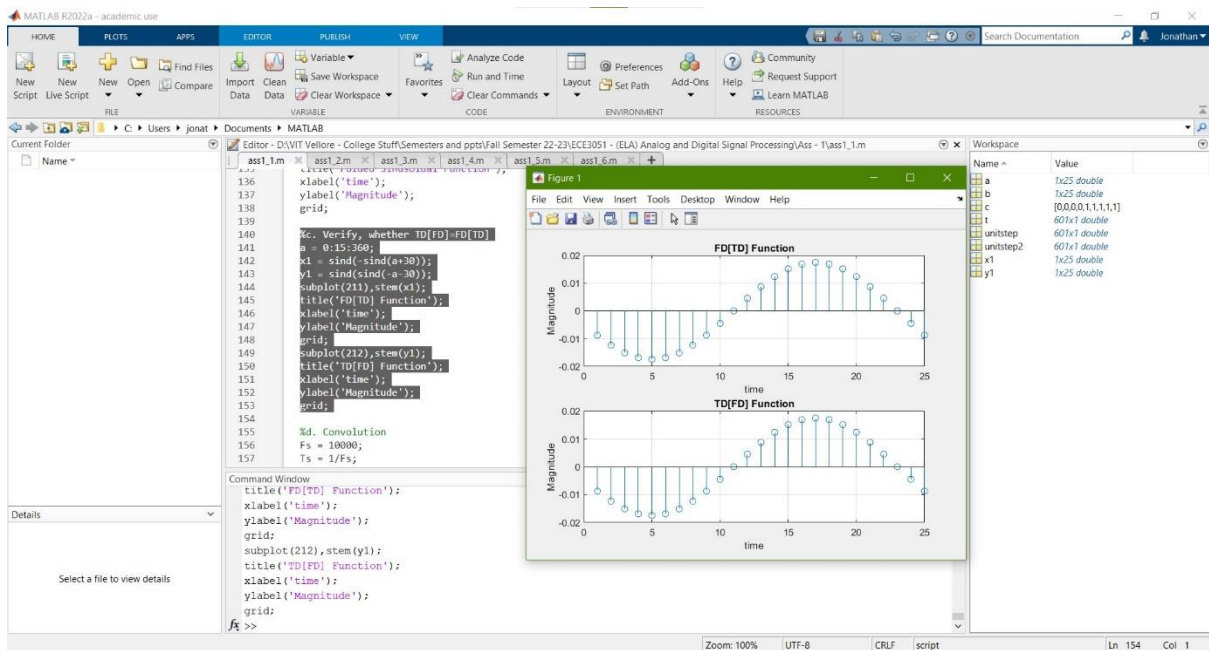 MATLAB R2022a - academic use
HOME PLOTS APPS EDITOR PUBLISH VIEW Search Documentation Jonathan
New Script New Live Script New Open Find Files Compare
FILE
Import Data Clean Data Variable Save Workspace Clear Workspace
VARIABLE
Favorites Analyze Code Run and Time Clear Commands
CODE
Layout Preferences Set Path Add-Ons
ENVIRONMENT
Help Community Request Support Learn MATLAB
RESOURCES
C: Users jonat Documents MATLAB
Current Folder
Name
Details
Select a file to view details
Editor - D:\VIT Vellore - College Stuff\Semesters and ppts\Fall Semester 22-23\ECE3051 - (ELA) Analog and Digital Signal Processing\Ass - 1\ass1_1.m
ass1_1.m ass1_2.m ass1_3.m ass1_4.m ass1_5.m ass1_6.m
135 title('Folded Sinusoidal Function');
136 xlabel('time');
137 ylabel('Magnitude');
138 grid;
139
140 %c. Verify, whether TD[FD]=FD[TD]
141 a = 0:15:360;
142 x1 = sind(-sind(a+30));
143 y1 = sind(sind(-a-30));
144 subplot(211),stem(x1);
145 title('FD[TD] Function');
146 xlabel('time');
147 ylabel('Magnitude');
148 grid;
149 subplot(212),stem(y1);
150 title('TD[FD] Function');
151 xlabel('time');
152 ylabel('Magnitude');
153 grid;
154
155 %d. Convolution
156 Fs = 10000;
157 Ts = 1/Fs;
Command Window
title('FD[TD] Function');
xlabel('time');
ylabel('Magnitude');
grid;
subplot(212),stem(y1);
title('TD[FD] Function');
xlabel('time');
ylabel('Magnitude');
grid;
fx >>
Figure 1
File Edit View Insert Tools Desktop Window Help
FD[TD] Function
Magnitude
0.02
0.01
0
-0.01
-0.02
0 5 10 15 20 25
time
TD[FD] Function
Magnitude
0.02
0.01
0
-0.01
-0.02
0 5 10 15 20 25
time
Workspace
Name Value
a 1x25 double
b 1x25 double
c [0,0,0,0,1,1,1,1,1]
t 601x1 double
unitstep 601x1 double
unitstep2 601x1 double
x1 1x25 double
y1 1x25 double
Zoom: 100% UTF-8 CRLF script Ln 154 Col 1